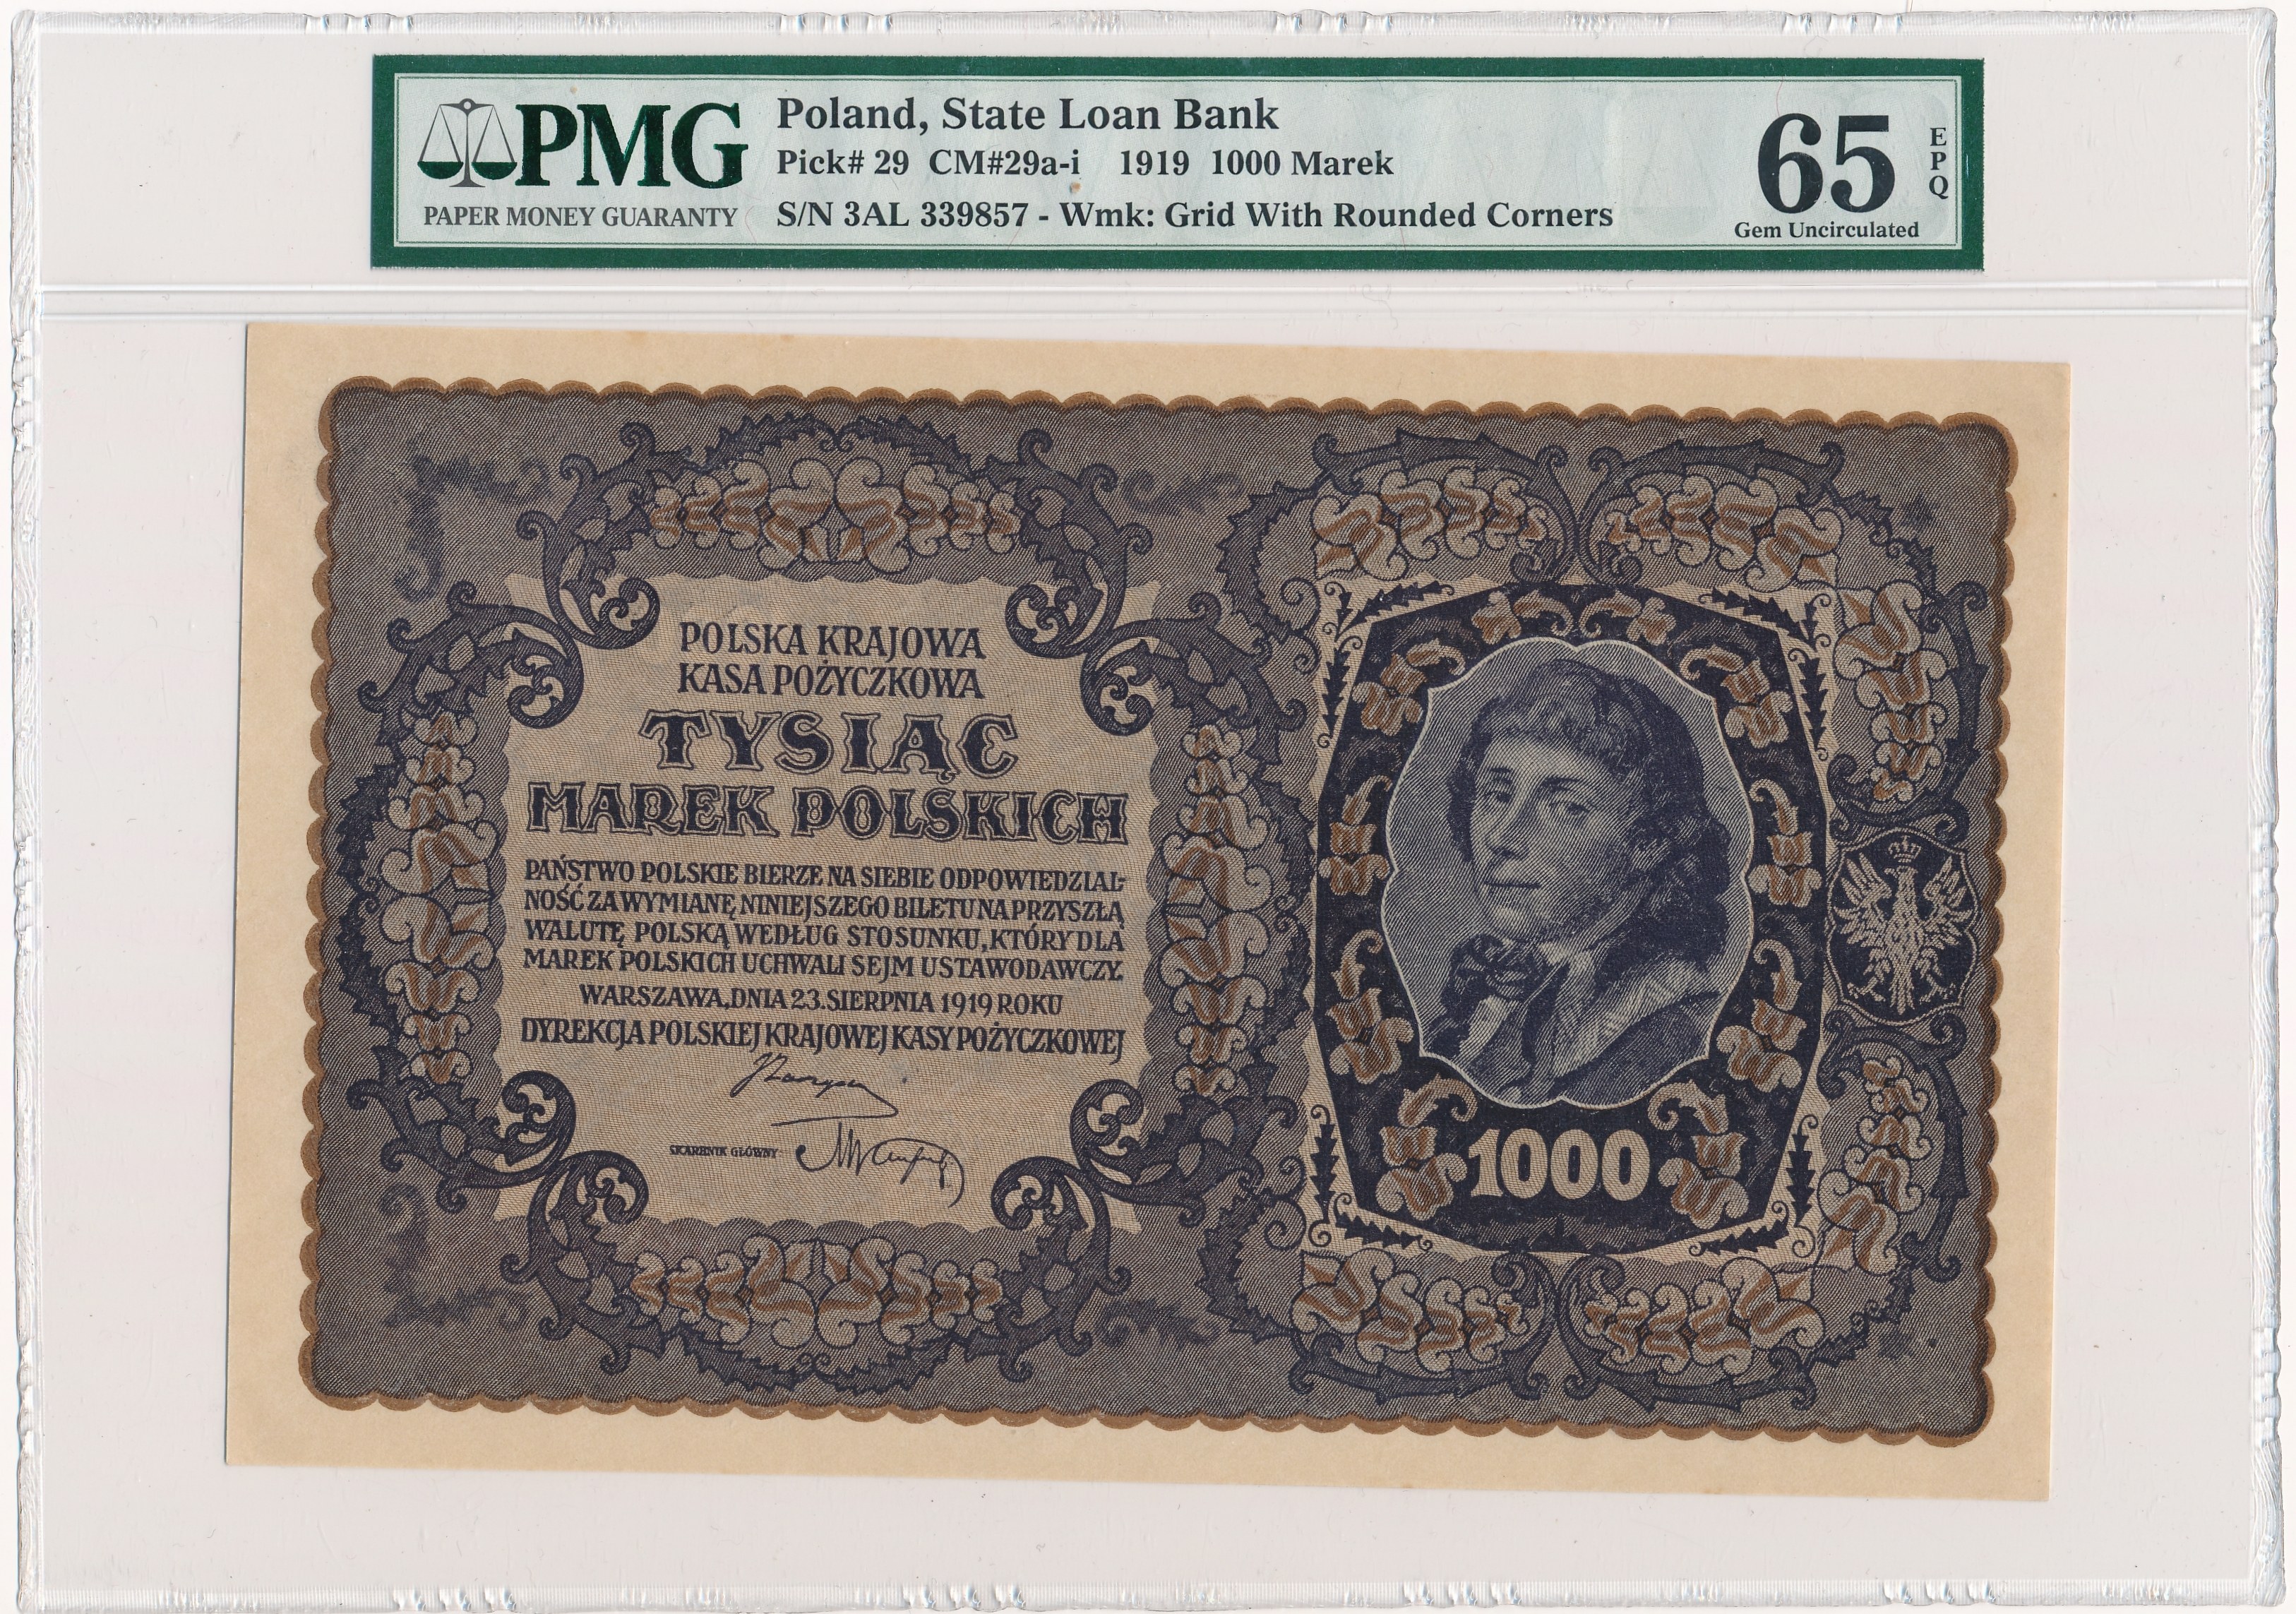 PMG
PAPER MONEY GUARANTY
Poland, State Loan Bank
Pick# 29 CM#29a-i 1919 1000 Marek
S/N 3AL 339857 - Wmk: Grid With Rounded Corners
65
EPQ
Gem Uncirculated
POLSKA KRAJOWA
KASA POŻYCZKOWA
TYSIĄC
MAREK POLSKICH
PAŃSTWO POLSKIE BIERZE NA SIEBIE ODPOWIEDZIAL-
NOŚĆ ZA WYMIANĘ NINIEJSZEGO BILETU NA PRZYSZŁĄ
WALUTĘ POLSKĄ WEDŁUG STOSUNKU, KTÓRY DLA
MAREK POLSKICH UCHWALI SEJM USTAWODAWCZY.
WARSZAWA, DNIA 23. SIERPNIA 1919 ROKU
DYREKCJA POLSKIEJ KRAJOWEJ KASY POŻYCZKOWEJ
SKARBNIK GŁÓWNY
1000